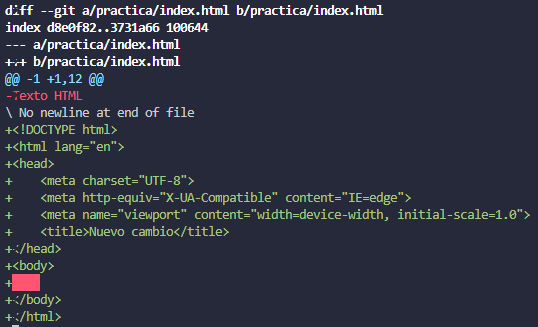 diff --git a/practica/index.html b/practica/index.html
index d8e0f82..3731a66 100644
--- a/practica/index.html
+++ b/practica/index.html
@@ -1 +1,12 @@
-Texto HTML
\ No newline at end of file
+<!DOCTYPE html>
+<html lang="en">
+<head>
+    <meta charset="UTF-8">
+    <meta http-equiv="X-UA-Compatible" content="IE=edge">
+    <meta name="viewport" content="width=device-width, initial-scale=1.0">
+    <title>Nuevo cambio</title>
+</head>
+<body>
+
+</body>
+</html>